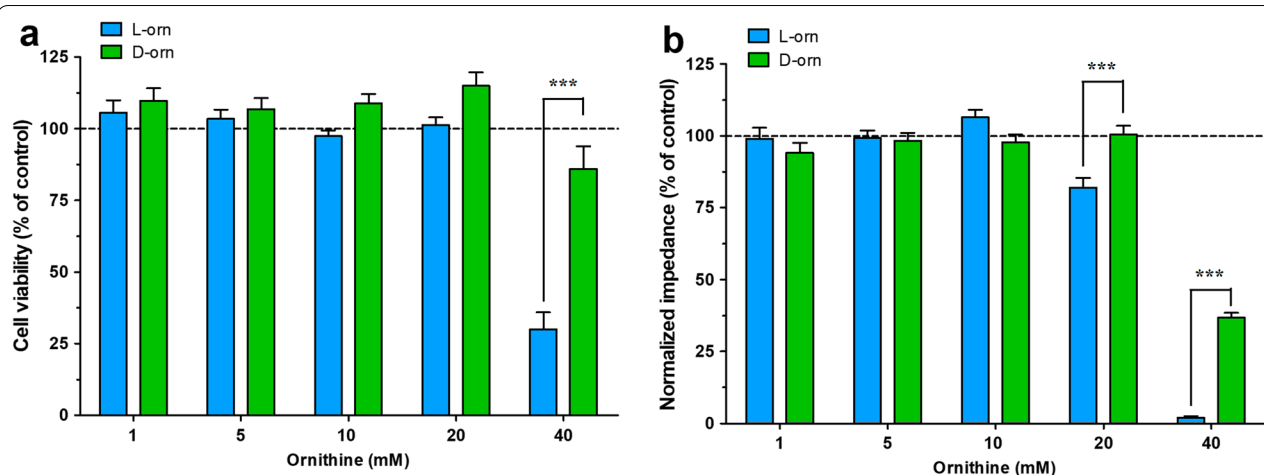 a
L-orn
D-orn
125
100
75
50
25
0
Cell viability (% of control)
***
1 5 10 20 40
Ornithine (mM)
b
L-orn
D-orn
125
100
75
50
25
0
Normalized impedance (% of control)
***
***
1 5 10 20 40
Ornithine (mM)